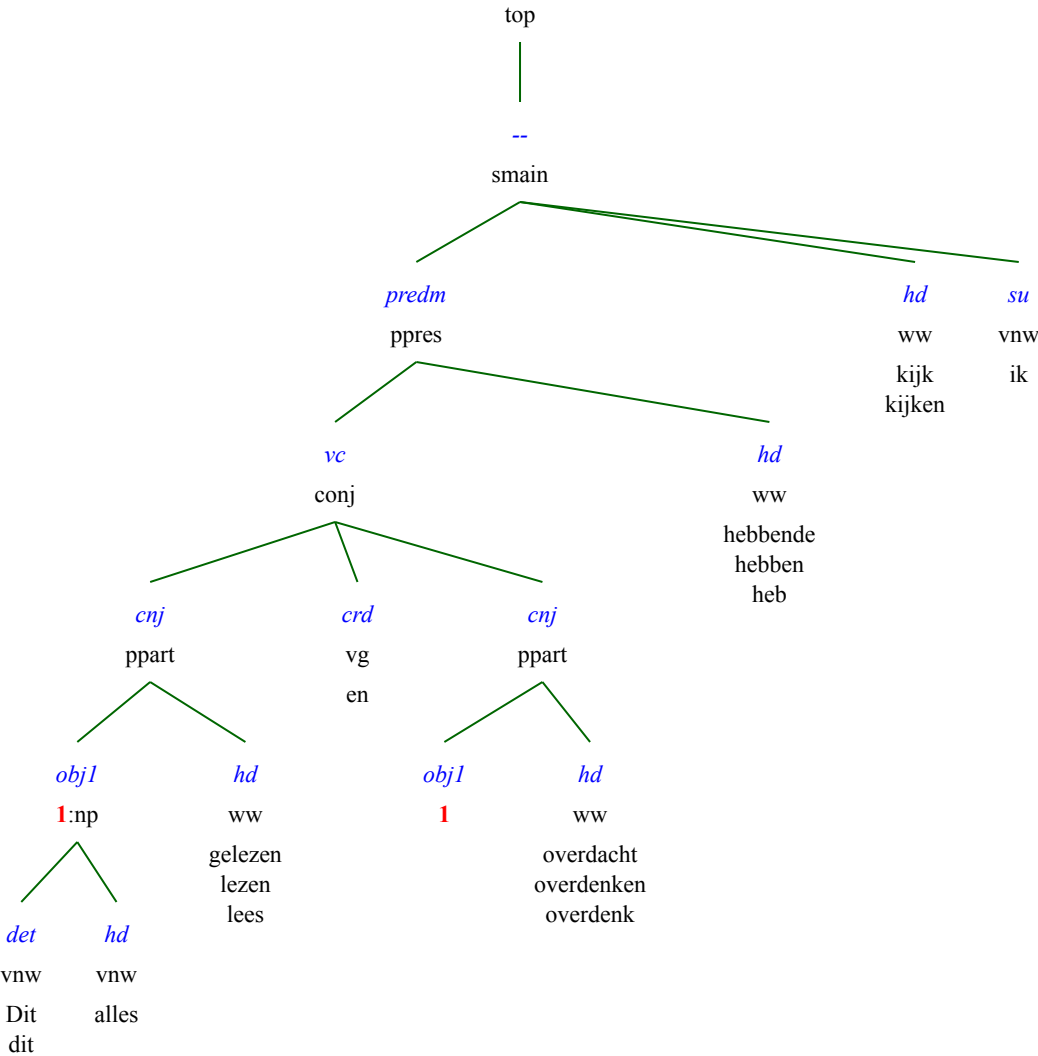 top
--
smain
predm hd su
ppres ww vnw
kijk ik
kijken
vc hd
conj ww
hebbende
hebben
heb
cnj crd cnj
ppart vg ppart
en
obj1 hd obj1 hd
1:np ww 1 ww
gelezen overdacht
lezen overdenken
lees overdenk
det hd
vnw vnw
Dit alles
dit